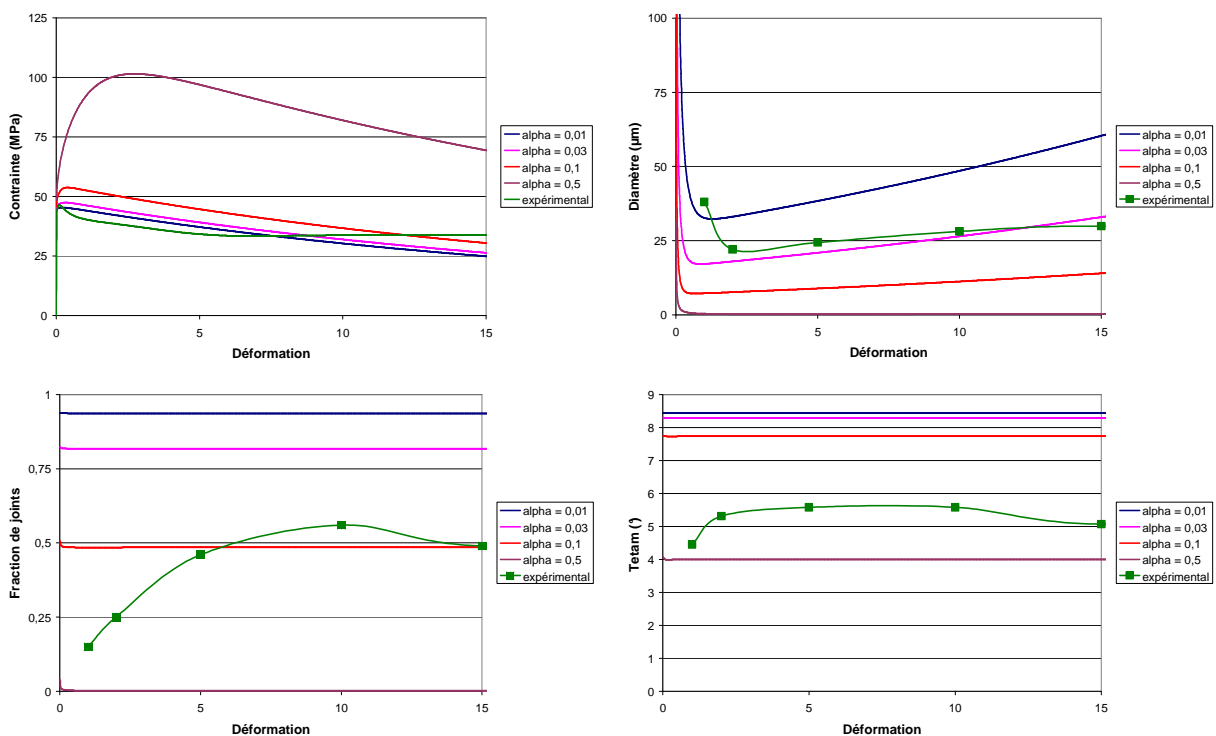 125
100
75
50
25
0
0
5
10
15
Contrainte (MPa)
Déformation
alpha = 0,01
alpha = 0,03
alpha = 0,1
alpha = 0,5
expérimental
100
75
50
25
0
0
5
10
15
Diamètre (µm)
Déformation
alpha = 0,01
alpha = 0,03
alpha = 0,1
alpha = 0,5
expérimental
1
0,75
0,5
0,25
0
0
5
10
15
Fraction de joints
Déformation
alpha = 0,01
alpha = 0,03
alpha = 0,1
alpha = 0,5
expérimental
9
8
7
6
5
4
3
2
1
0
0
5
10
15
Tetam (°)
Déformation
alpha = 0,01
alpha = 0,03
alpha = 0,1
alpha = 0,5
expérimental